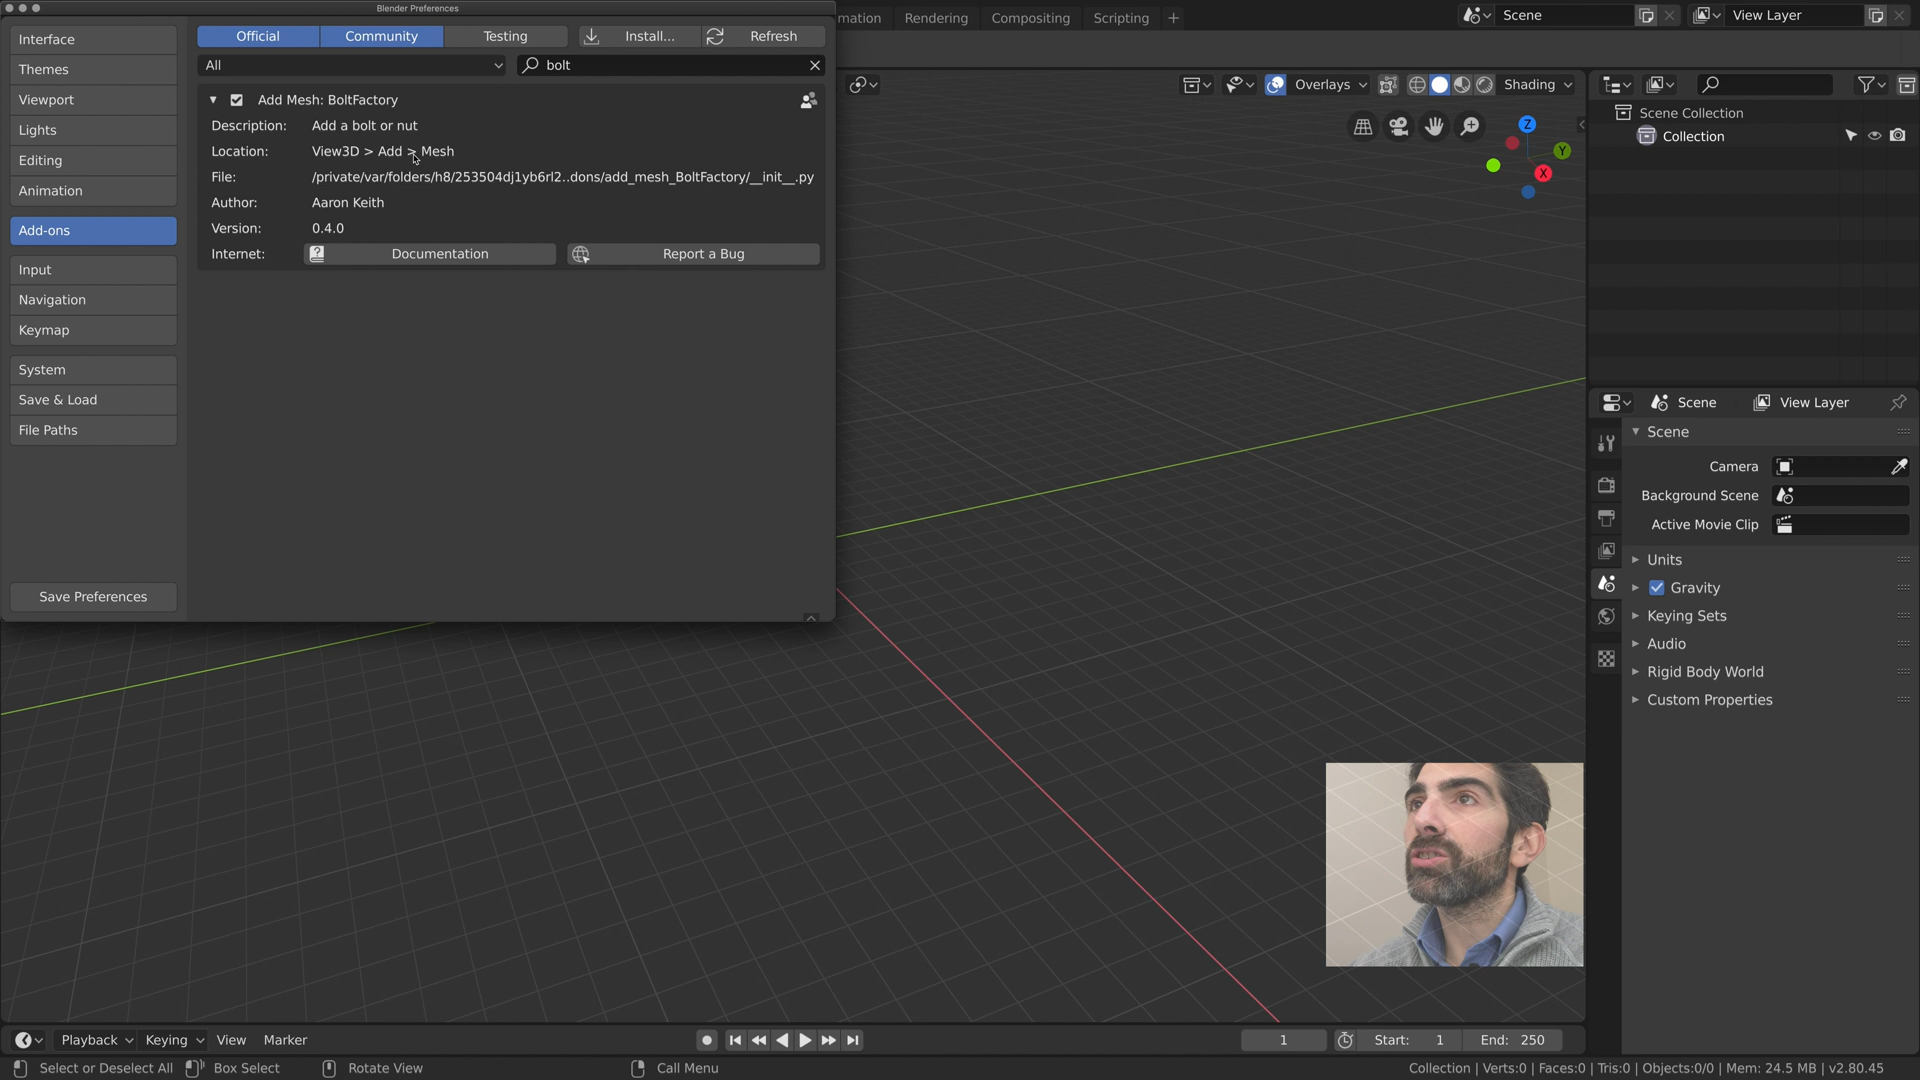 Blender Preferences
Interface
Themes
Viewport
Lights
Editing
Animation
Add-ons
Input
Navigation
Keymap
System
Save & Load
File Paths
Save Preferences
Official Community Testing Install... Refresh
All bolt
Add Mesh: BoltFactory
Description: Add a bolt or nut
Location: View3D > Add > Mesh
File: /private/var/folders/h8/253504dj1yb6rl2..dons/add_mesh_BoltFactory/__init__.py
Author: Aaron Keith
Version: 0.4.0
Internet: Documentation Report a Bug
mation Rendering Compositing Scripting + Scene View Layer
Overlays Shading
Z
Y
X
Scene Collection
Collection
Scene View Layer
Scene
Camera
Background Scene
Active Movie Clip
Units
Gravity
Keying Sets
Audio
Rigid Body World
Custom Properties
Playback Keying View Marker 1 Start: 1 End: 250
Select or Deselect All Box Select Rotate View Call Menu Collection | Verts:0 | Faces:0 | Tris:0 | Objects:0/0 | Mem: 24.5 MB | v2.80.45